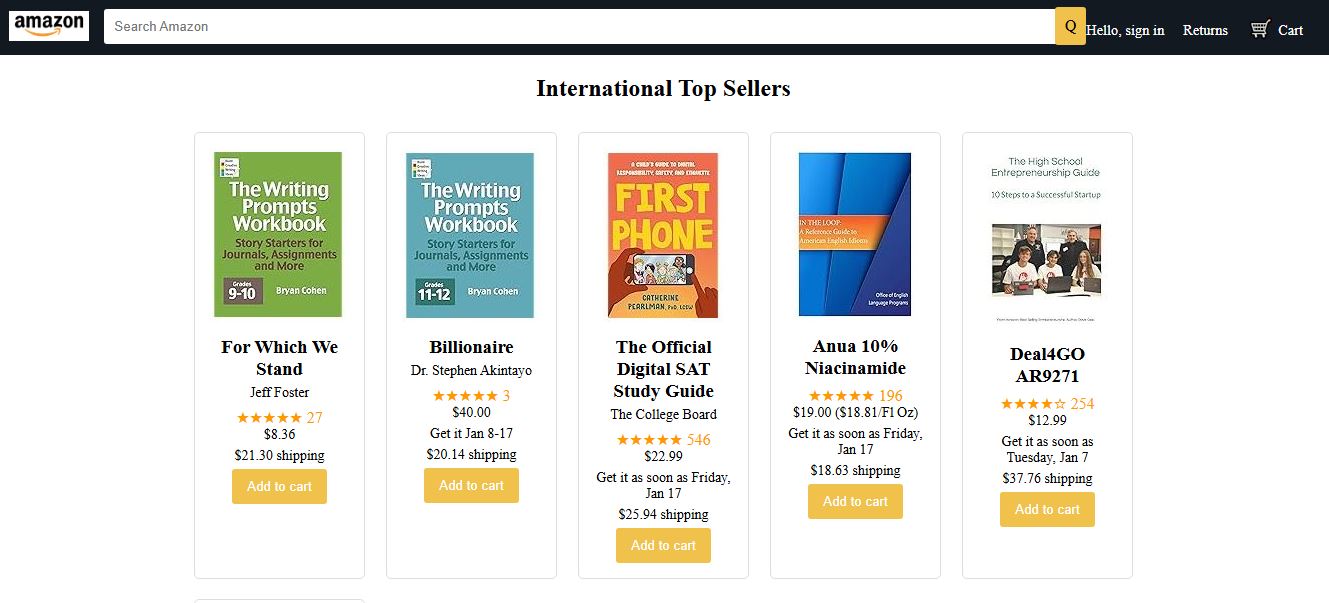 amazon
Search Amazon
Q
Hello, sign in
Returns
Cart
International Top Sellers
The Writing
Prompts
Workbook
Story Starters for
Journals, Assignments
and More
Grades
9-10
Bryan Cohen
For Which We
Stand
Jeff Foster
★★★★★ 27
$8.36
$21.30 shipping
Add to cart
The Writing
Prompts
Workbook
Story Starters for
Journals, Assignments
and More
Grades
11-12
Bryan Cohen
Billionaire
Dr. Stephen Akintayo
★★★★★ 3
$40.00
Get it Jan 8-17
$20.14 shipping
Add to cart
A CHILD'S GUIDE TO DIGITAL
RESPONSIBILITY, SAFETY, AND ETIQUETTE
FIRST
PHONE
CATHERINE
PEARLMAN, PhD, LCSW
The Official
Digital SAT
Study Guide
The College Board
★★★★★ 546
$22.99
Get it as soon as Friday,
Jan 17
$25.94 shipping
Add to cart
IN THE LOOP:
A Reference Guide to
American English Idioms
Office of English
Language Programs
Anua 10%
Niacinamide
★★★★★ 196
$19.00 ($18.81/Fl Oz)
Get it as soon as Friday,
Jan 17
$18.63 shipping
Add to cart
The High School
Entrepreneurship Guide
10 Steps to a Successful Startup
Deal4GO
AR9271
★★★★☆ 254
$12.99
Get it as soon as
Tuesday, Jan 7
$37.76 shipping
Add to cart